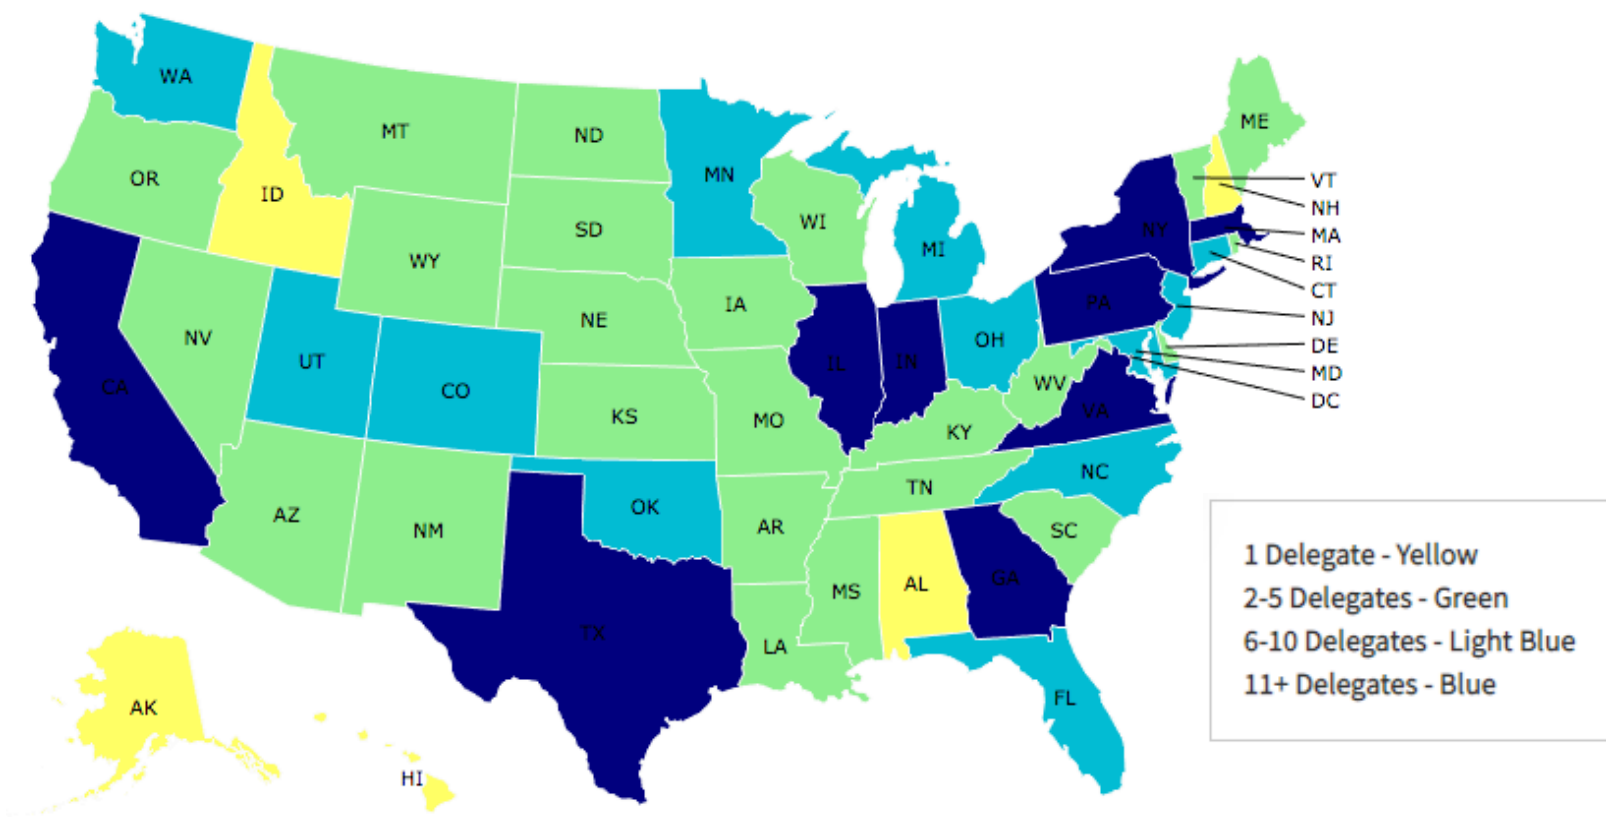 WA
MT
ND
MN
ME
OR
ID
SD
WI
MI
NY
VT
NH
MA
RI
CT
NJ
DE
MD
DC
WY
IA
NE
PA
NV
UT
CO
IL
IN
OH
WV
VA
CA
KS
MO
KY
NC
AZ
NM
OK
AR
TN
SC
MS
AL
GA
TX
LA
FL
AK
HI
1 Delegate - Yellow
2-5 Delegates - Green
6-10 Delegates - Light Blue
11+ Delegates - Blue